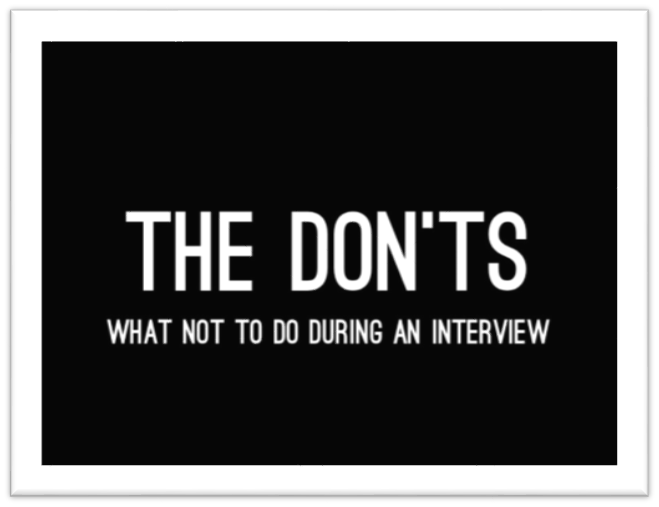 THE DON'TS
WHAT NOT TO DO DURING AN INTERVIEW